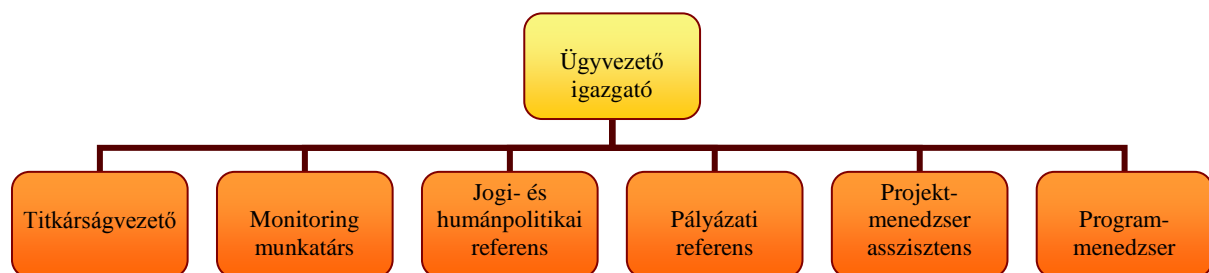 Ügyvezető
igazgató
Titkárságvezető
Monitoring
munkatárs
Jogi- és
humánpolitikai
referens
Pályázati
referens
Projekt-
menedzser
asszisztens
Program-
menedzser